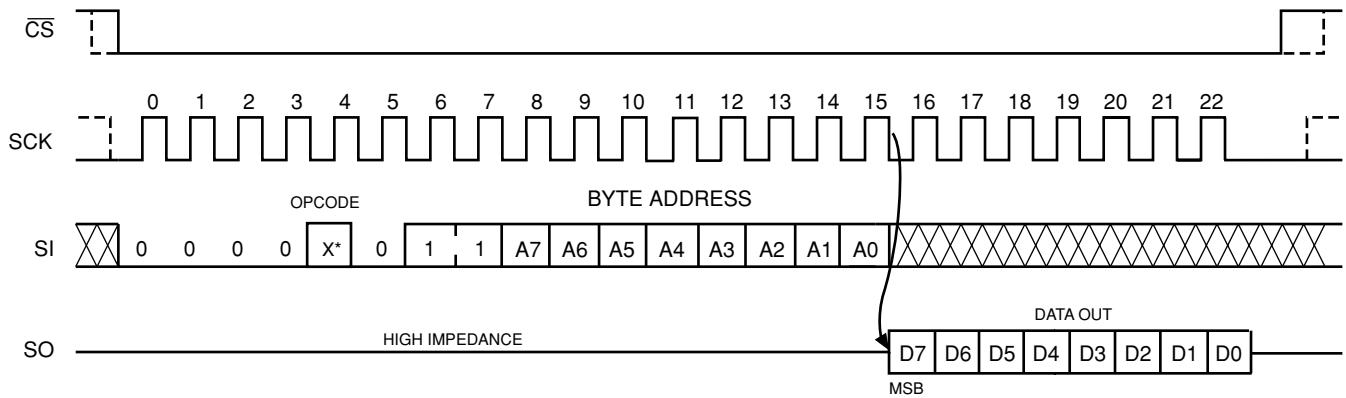 CS
0 1 2 3 4 5 6 7 8 9 10 11 12 13 14 15 16 17 18 19 20 21 22
SCK
OPCODE
BYTE ADDRESS
SI 0 0 0 0 X* 0 1 1 A7 A6 A5 A4 A3 A2 A1 A0
DATA OUT
SO HIGH IMPEDANCE D7 D6 D5 D4 D3 D2 D1 D0
MSB